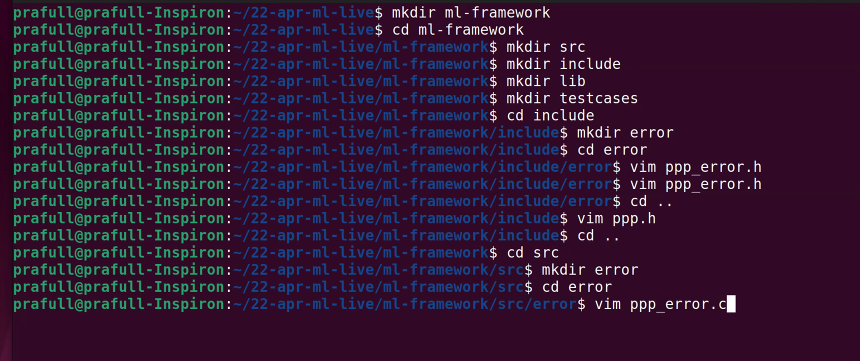 prafull@prafull-Inspiron:~/22-apr-ml-live$ mkdir ml-framework
prafull@prafull-Inspiron:~/22-apr-ml-live$ cd ml-framework
prafull@prafull-Inspiron:~/22-apr-ml-live/ml-framework$ mkdir src
prafull@prafull-Inspiron:~/22-apr-ml-live/ml-framework$ mkdir include
prafull@prafull-Inspiron:~/22-apr-ml-live/ml-framework$ mkdir lib
prafull@prafull-Inspiron:~/22-apr-ml-live/ml-framework$ mkdir testcases
prafull@prafull-Inspiron:~/22-apr-ml-live/ml-framework$ cd include
prafull@prafull-Inspiron:~/22-apr-ml-live/ml-framework/include$ mkdir error
prafull@prafull-Inspiron:~/22-apr-ml-live/ml-framework/include$ cd error
prafull@prafull-Inspiron:~/22-apr-ml-live/ml-framework/include/error$ vim ppp_error.h
prafull@prafull-Inspiron:~/22-apr-ml-live/ml-framework/include/error$ vim ppp_error.h
prafull@prafull-Inspiron:~/22-apr-ml-live/ml-framework/include/error$ cd ..
prafull@prafull-Inspiron:~/22-apr-ml-live/ml-framework/include$ vim ppp.h
prafull@prafull-Inspiron:~/22-apr-ml-live/ml-framework/include$ cd ..
prafull@prafull-Inspiron:~/22-apr-ml-live/ml-framework$ cd src
prafull@prafull-Inspiron:~/22-apr-ml-live/ml-framework/src$ mkdir error
prafull@prafull-Inspiron:~/22-apr-ml-live/ml-framework/src$ cd error
prafull@prafull-Inspiron:~/22-apr-ml-live/ml-framework/src/error$ vim ppp_error.c